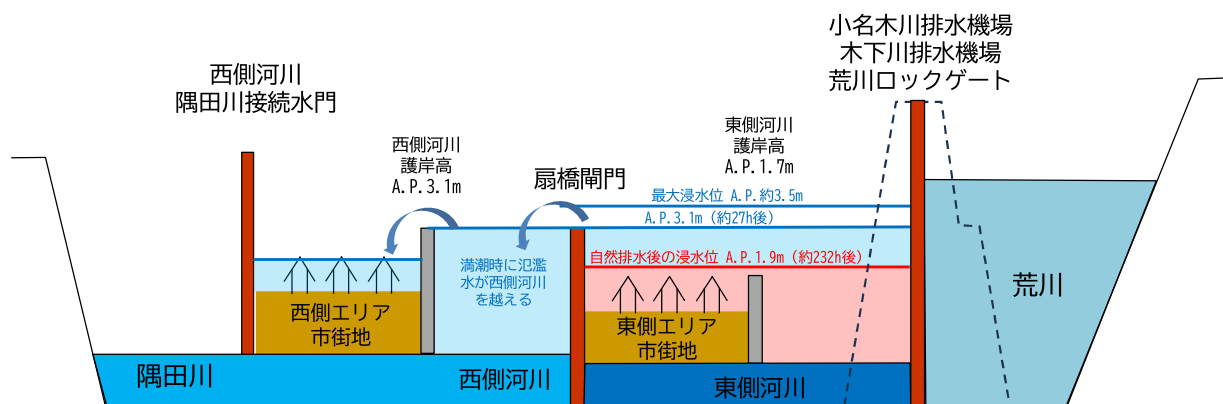 小名木川排水機場
木下川排水機場
荒川ロックゲート
西側河川
隅田川接続水門
西側河川
護岸高
A.P.3.1m
東側河川
護岸高
A.P.1.7m
扇橋閘門
最大浸水位 A.P.約3.5m
A.P.3.1m（約27h後）
自然排水後の浸水位 A.P.1.9m（約232h後）
満潮時に氾濫
水が西側河川
を越える
荒川
西側エリア
市街地
東側エリア
市街地
隅田川
西側河川
東側河川